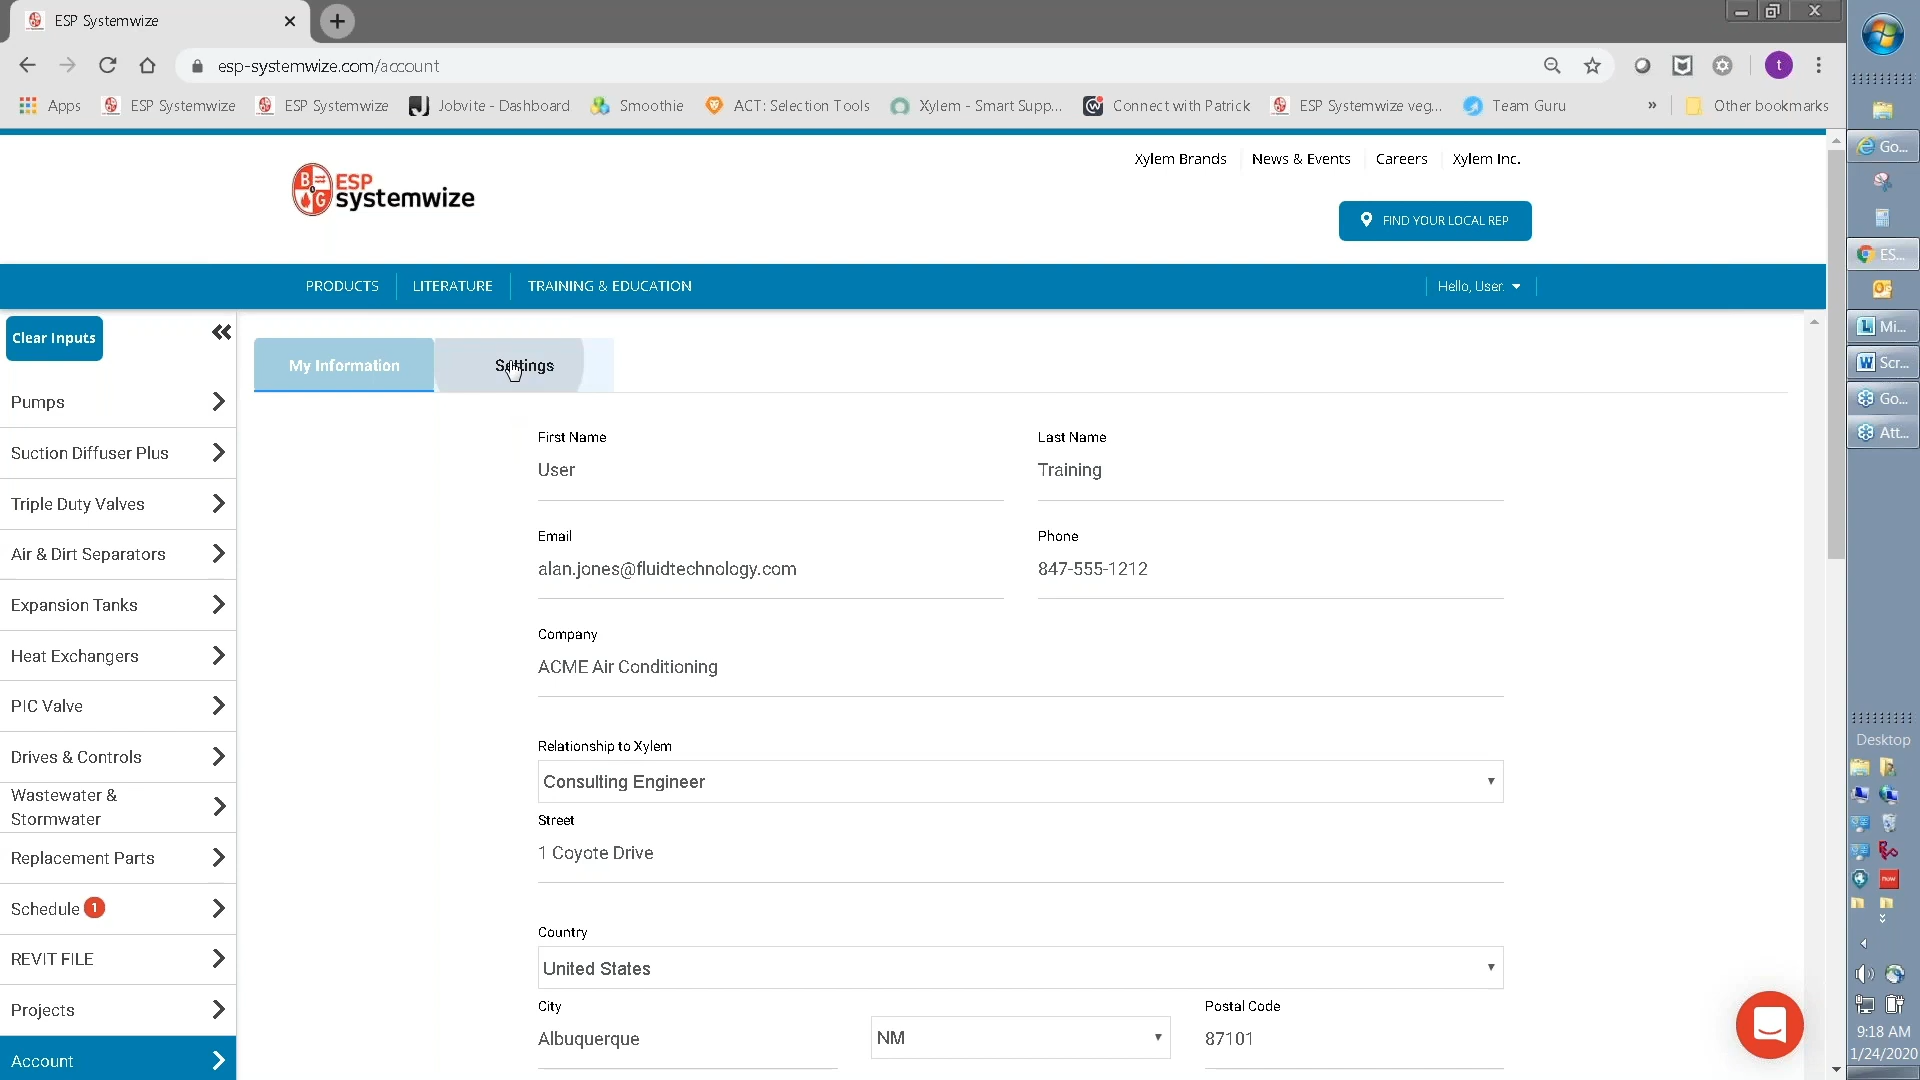 ESP Systemwize
esp-systemwize.com/account
t
Apps
ESP Systemwize
ESP Systemwize
Jobvite - Dashboard
Smoothie
ACT: Selection Tools
Xylem - Smart Supp...
Connect with Patrick
ESP Systemwize veg...
Team Guru
»
Other bookmarks
Xylem Brands
News & Events
Careers
Xylem Inc.
B G
ESP
systemwize
FIND YOUR LOCAL REP
PRODUCTS
LITERATURE
TRAINING & EDUCATION
Hello, User.
Clear Inputs
My Information
Settings
Pumps
Suction Diffuser Plus
Triple Duty Valves
Air & Dirt Separators
Expansion Tanks
Heat Exchangers
PIC Valve
Drives & Controls
Wastewater &
Stormwater
Replacement Parts
Schedule 1
REVIT FILE
Projects
Account
First Name
Last Name
User
Training
Email
Phone
alan.jones@fluidtechnology.com
847-555-1212
Company
ACME Air Conditioning
Relationship to Xylem
Consulting Engineer
Street
1 Coyote Drive
Country
United States
City
Postal Code
Albuquerque
NM
87101
Go...
ES...
Mi...
Scr...
Go...
Att...
Desktop
9:18 AM
1/24/2020